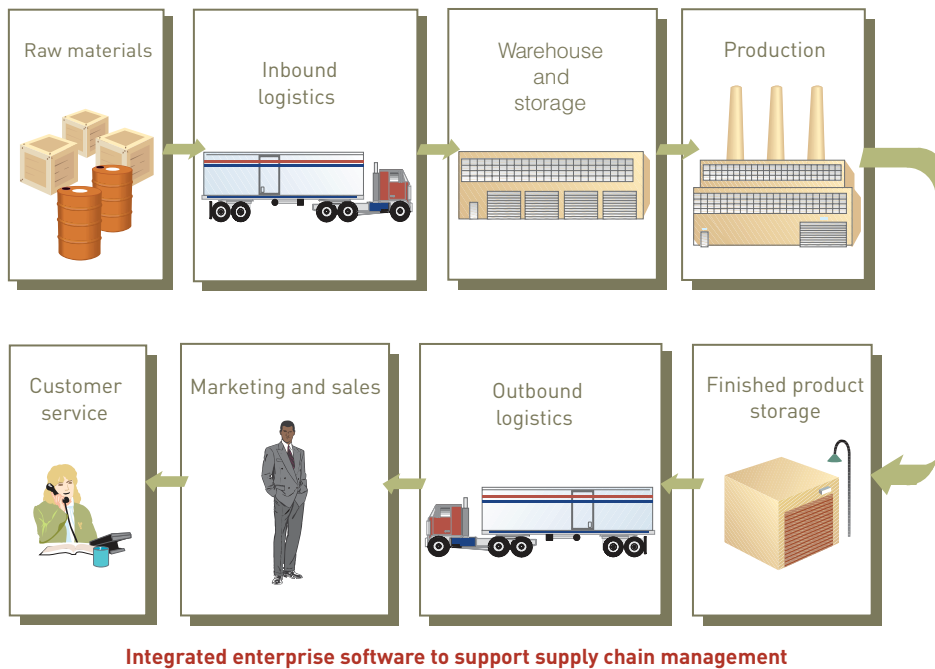 Raw materials
Inbound
logistics
Warehouse
and
storage
Production
Customer
service
Marketing and sales
Outbound
logistics
Finished product
storage
Integrated enterprise software to support supply chain management